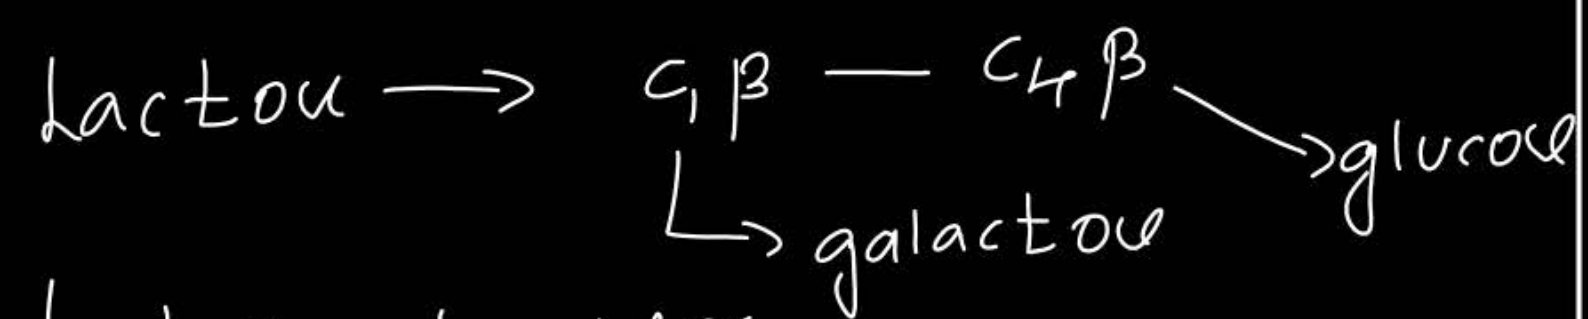 Lactose → C₁ β — C₄ β → glucose
↳ galactose